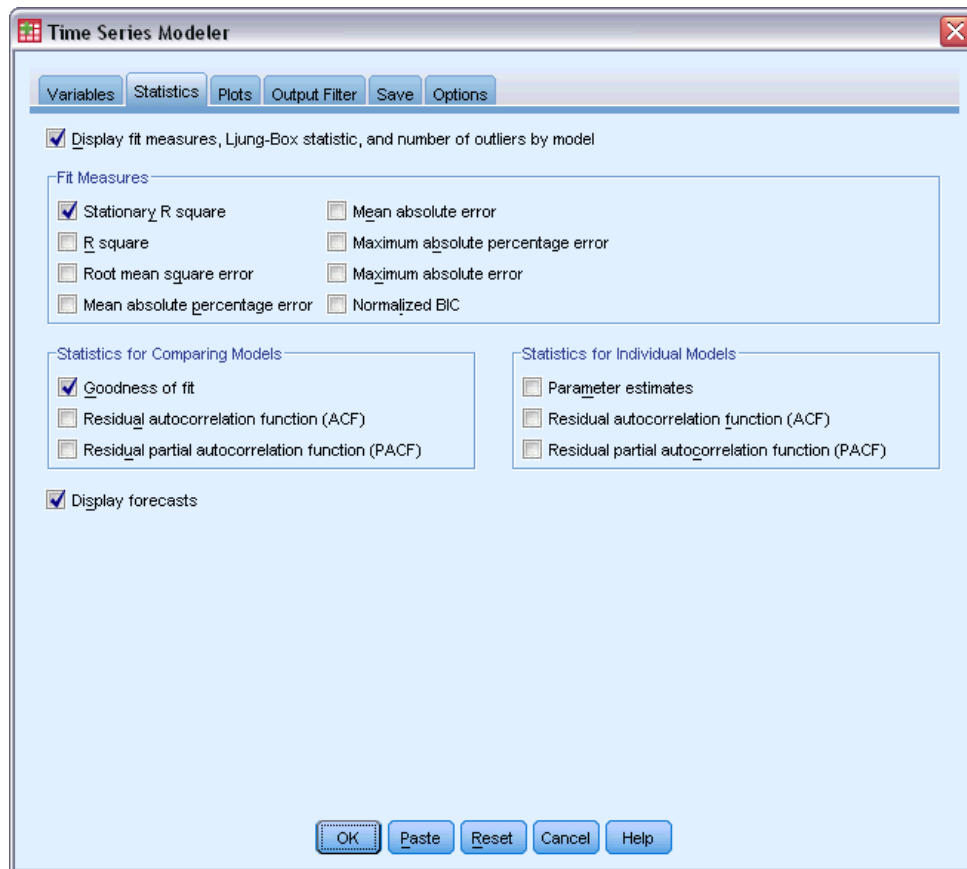 Time Series Modeler
Variables Statistics Plots Output Filter Save Options
Display fit measures, Ljung-Box statistic, and number of outliers by model
Fit Measures
Stationary R square
R square
Root mean square error
Mean absolute percentage error
Mean absolute error
Maximum absolute percentage error
Maximum absolute error
Normalized BIC
Statistics for Comparing Models
Goodness of fit
Residual autocorrelation function (ACF)
Residual partial autocorrelation function (PACF)
Statistics for Individual Models
Parameter estimates
Residual autocorrelation function (ACF)
Residual partial autocorrelation function (PACF)
Display forecasts
OK Paste Reset Cancel Help